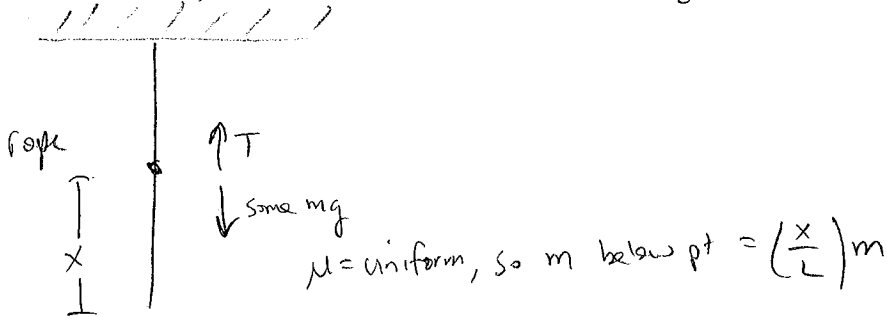 rope
↑ T
↓ some mg
X
μ = uniform, so m below pt = (x/L) m